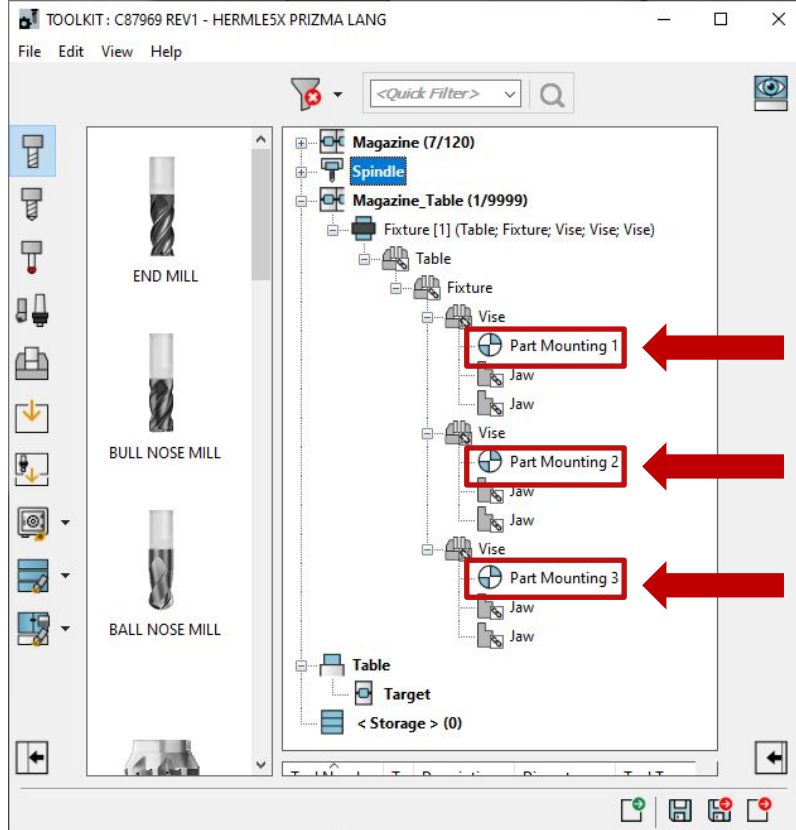 TOOLKIT : C87969 REV1 - HERMLE5X PRIZMA LANG
File Edit View Help
<Quick Filter>
END MILL
BULL NOSE MILL
BALL NOSE MILL
Magazine (7/120)
Spindle
Magazine_Table (1/9999)
Fixture [1] (Table; Fixture; Vise; Vise; Vise)
Table
Fixture
Vise
Part Mounting 1
Jaw
Jaw
Vise
Part Mounting 2
Jaw
Jaw
Vise
Part Mounting 3
Jaw
Jaw
Table
Target
< Storage > (0)